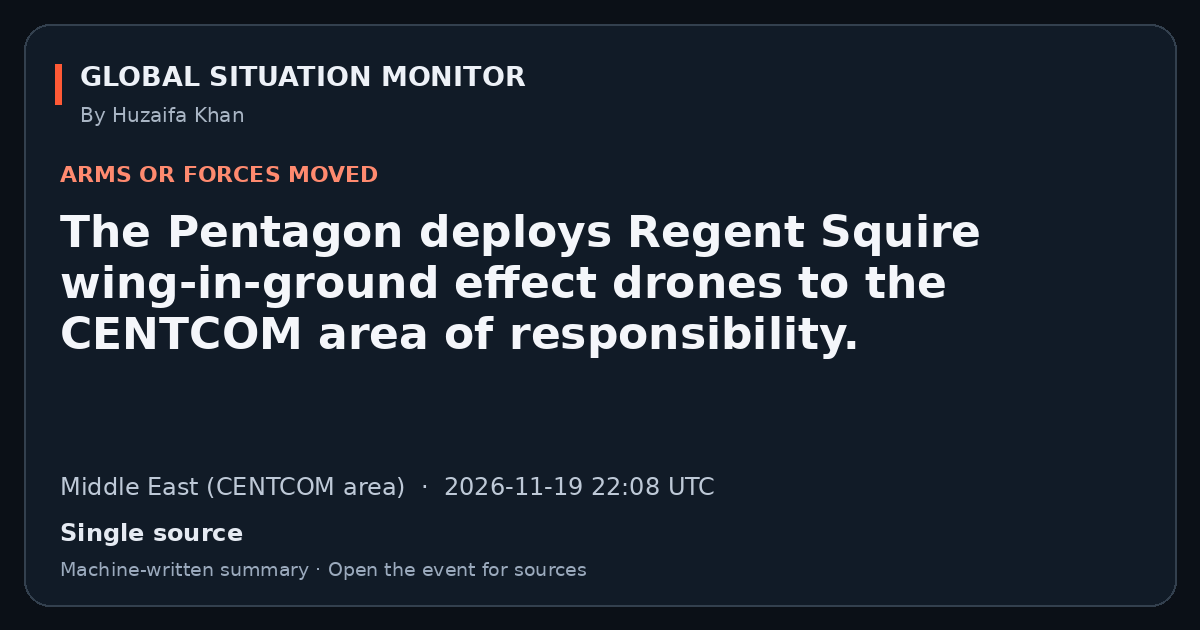 GLOBAL SITUATION MONITOR
By Huzaifa Khan
ARMS OR FORCES MOVED
The Pentagon deploys Regent Squire
wing-in-ground effect drones to the
CENTCOM area of responsibility.
Middle East (CENTCOM area) · 2026-11-19 22:08 UTC
Single source
Machine-written summary · Open the event for sources